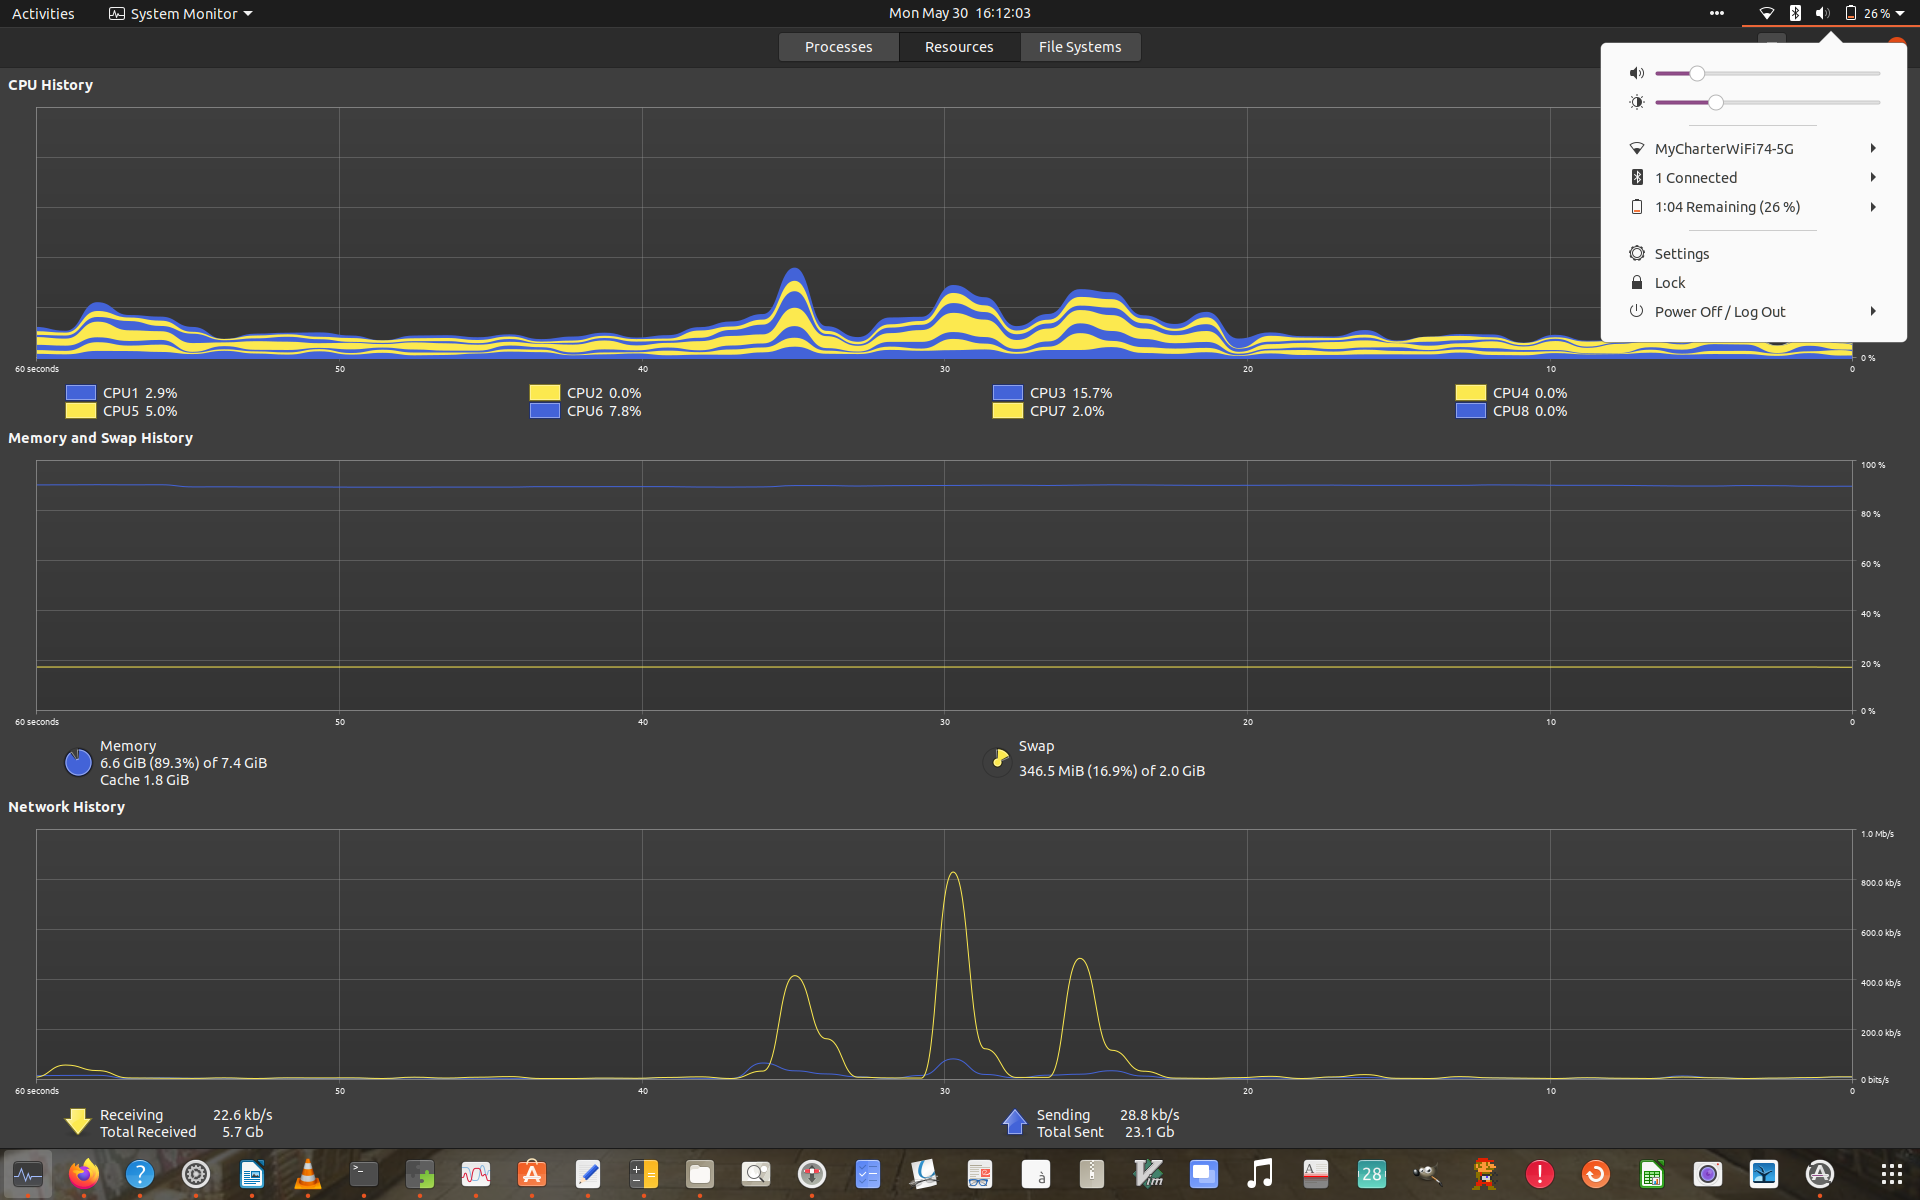 Activities
System Monitor
Mon May 30 16:12:03
26 %
Processes
Resources
File Systems
CPU History
MyCharterWiFi74-5G
1 Connected
1:04 Remaining (26 %)
Settings
Lock
Power Off / Log Out
0 %
60 seconds 50 40 30 20 10 0
CPU1 2.9% CPU2 0.0% CPU3 15.7% CPU4 0.0%
CPU5 5.0% CPU6 7.8% CPU7 2.0% CPU8 0.0%
Memory and Swap History
100 %
80 %
60 %
40 %
20 %
0 %
60 seconds 50 40 30 20 10 0
Memory
6.6 GiB (89.3%) of 7.4 GiB
Cache 1.8 GiB
Swap
346.5 MiB (16.9%) of 2.0 GiB
Network History
1.0 Mb/s
800.0 kb/s
600.0 kb/s
400.0 kb/s
200.0 kb/s
0 bits/s
60 seconds 50 40 30 20 10 0
Receiving 22.6 kb/s
Total Received 5.7 Gb
Sending 28.8 kb/s
Total Sent 23.1 Gb
à
Vim
A
28